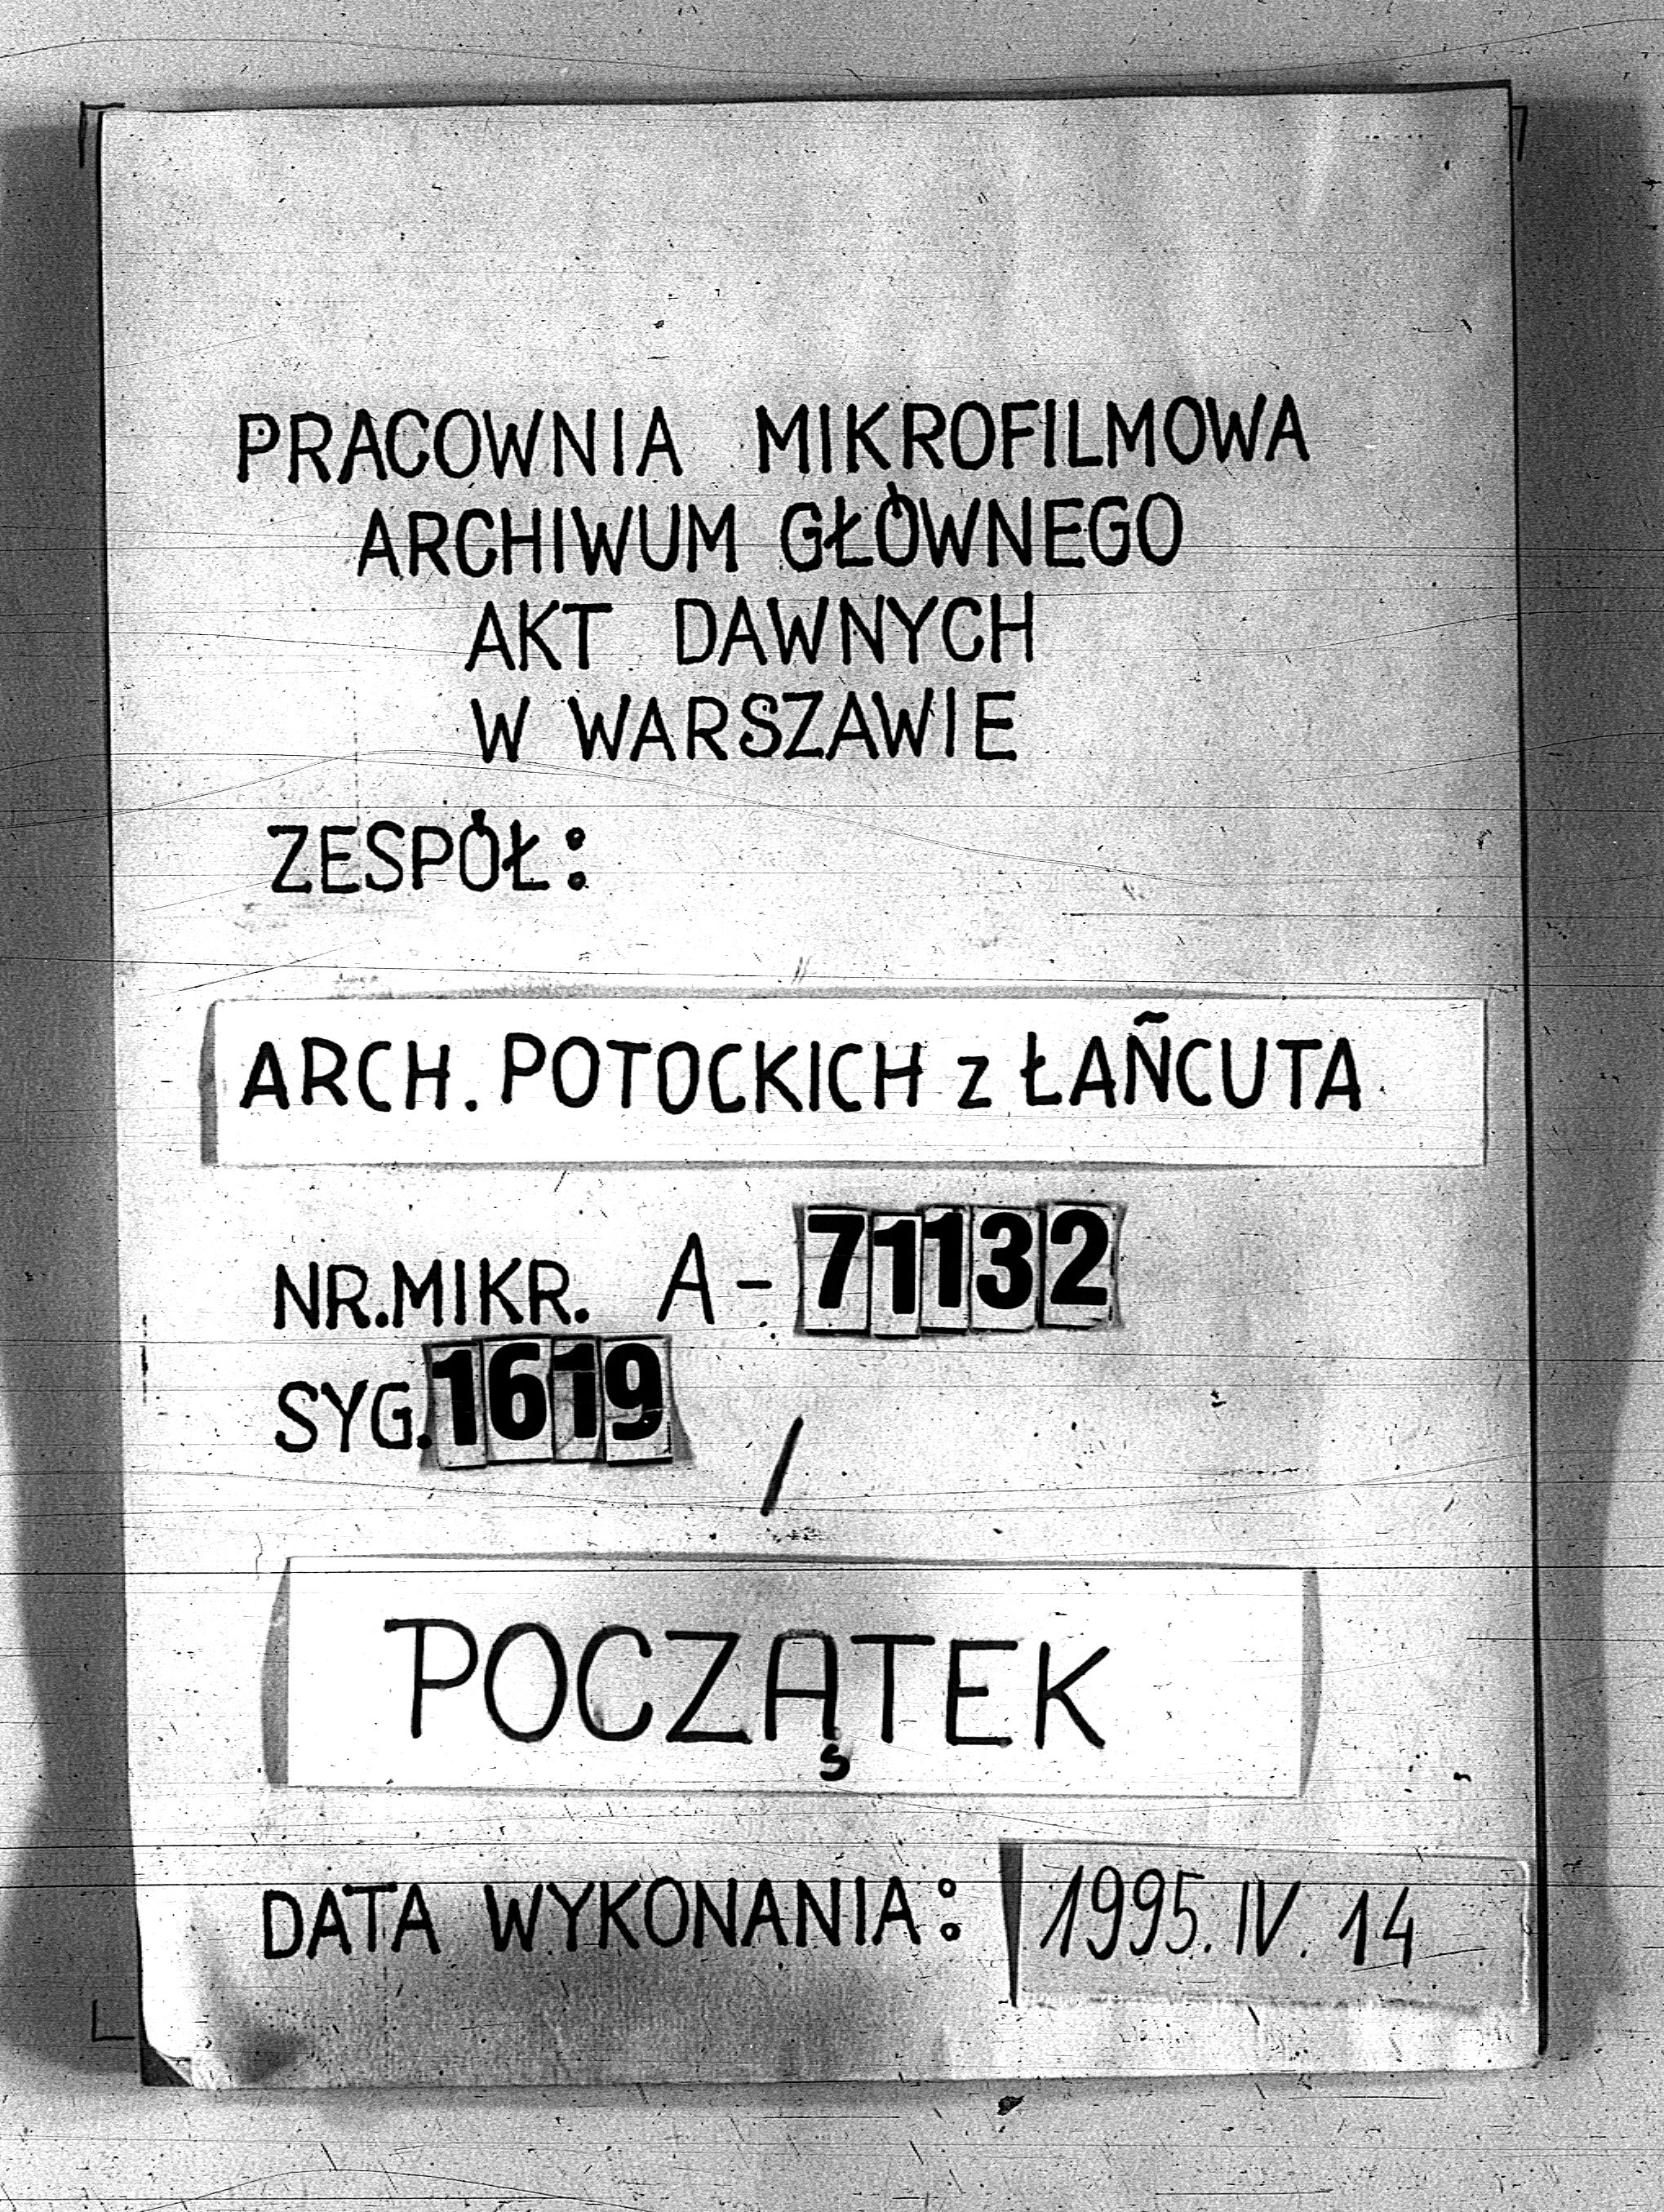 PRACOWNIA MIKROFILMOWA
ARCHIWUM GŁÓWNEGO
AKT DAWNYCH
W WARSZAWIE
ZESPÓŁ:
ARCH. POTOCKICH z ŁAÑCUTA
NR.MIKR. A-71132
SYG.1619 /
POCZĄTEK
DATA WYKONANIA: 1995.IV.14